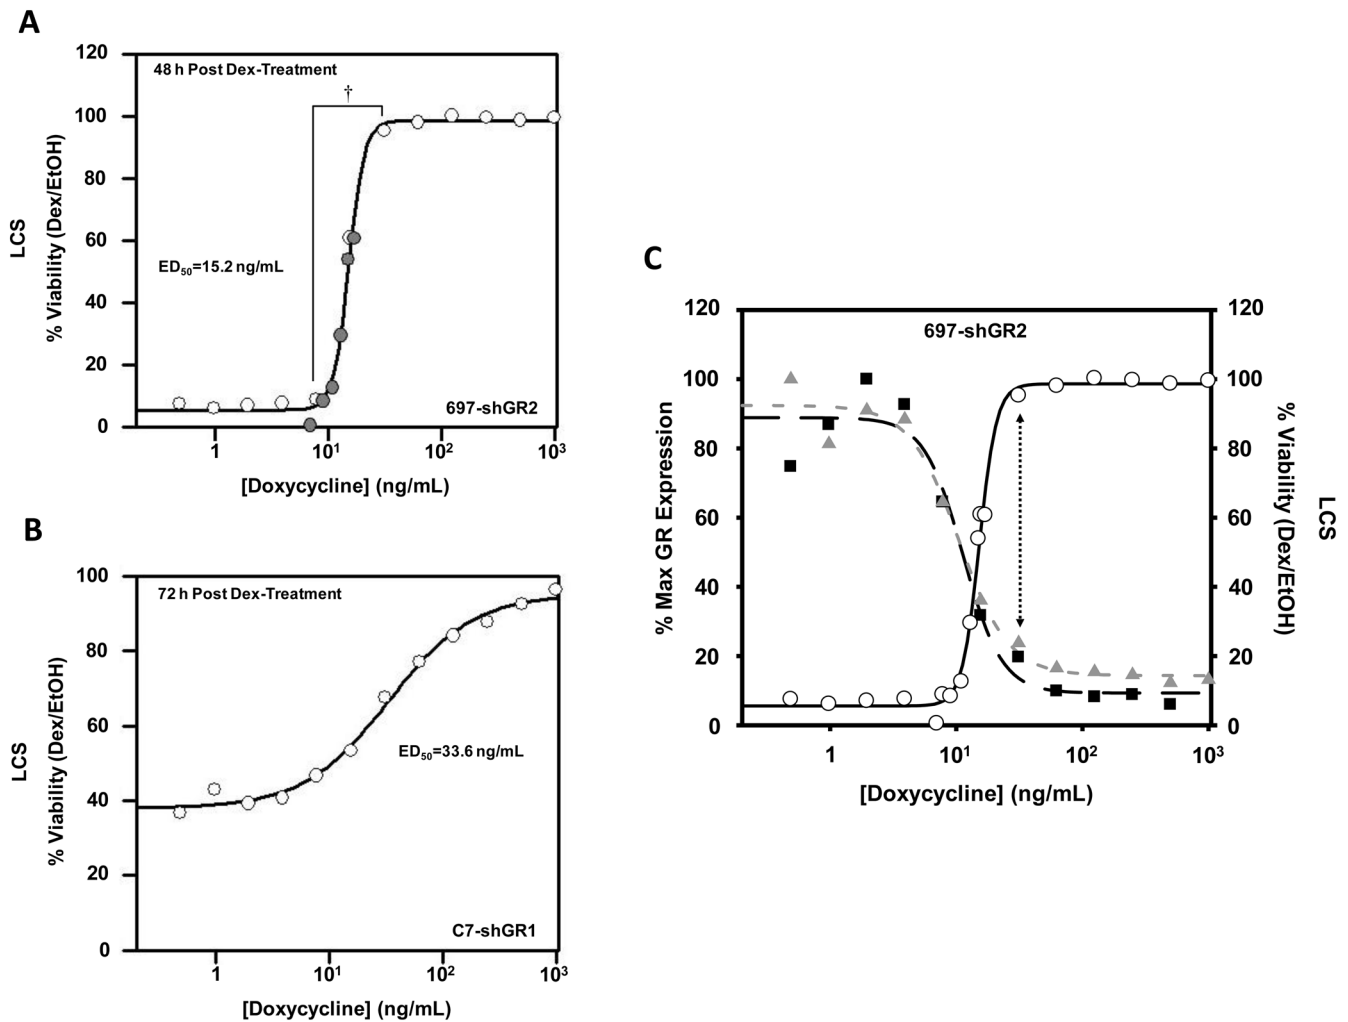 A
120
100
80
60
40
20
0
LCS
% Viability (Dex/EtOH)
48 h Post Dex-Treatment
†
ED50=15.2 ng/mL
697-shGR2
1
10¹
10²
10³
[Doxycycline] (ng/mL)
B
100
80
60
40
20
0
LCS
% Viability (Dex/EtOH)
72 h Post Dex-Treatment
ED50=33.6 ng/mL
C7-shGR1
1
10¹
10²
10³
[Doxycycline] (ng/mL)
C
120
100
80
60
40
20
0
% Max GR Expression
697-shGR2
120
100
80
60
40
20
0
% Viability (Dex/EtOH)
LCS
1
10¹
10²
10³
[Doxycycline] (ng/mL)